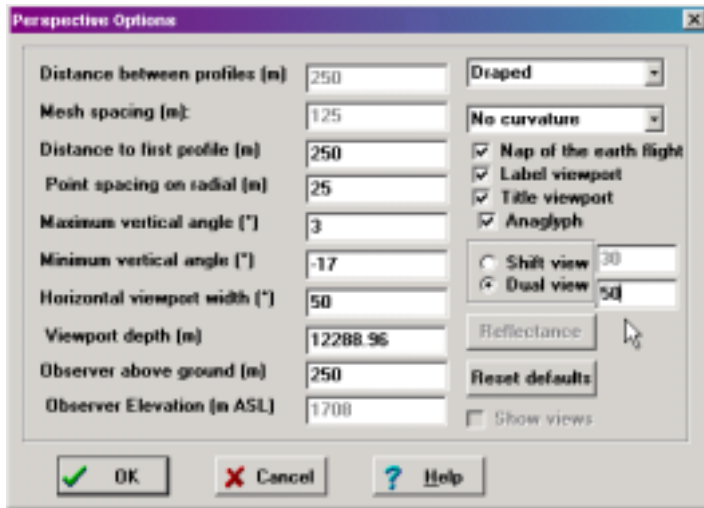 Perspective Options
Distance between profiles (m) 250
Draped
Mesh spacing (m): 125
No curvature
Distance to first profile (m) 250
Nap of the earth flight
Label viewport
Point spacing on radial (m) 25
Title viewport
Maximum vertical angle (°) 3
Anaglyph
Minimum vertical angle (°) -17
Shift view 30
Dual view 50
Horizontal viewport width (°) 50
Viewport depth (m) 12288.96
Reflectance
Observer above ground (m) 250
Reset defaults
Observer Elevation (m ASL) 1708
Show views
OK
Cancel
Help